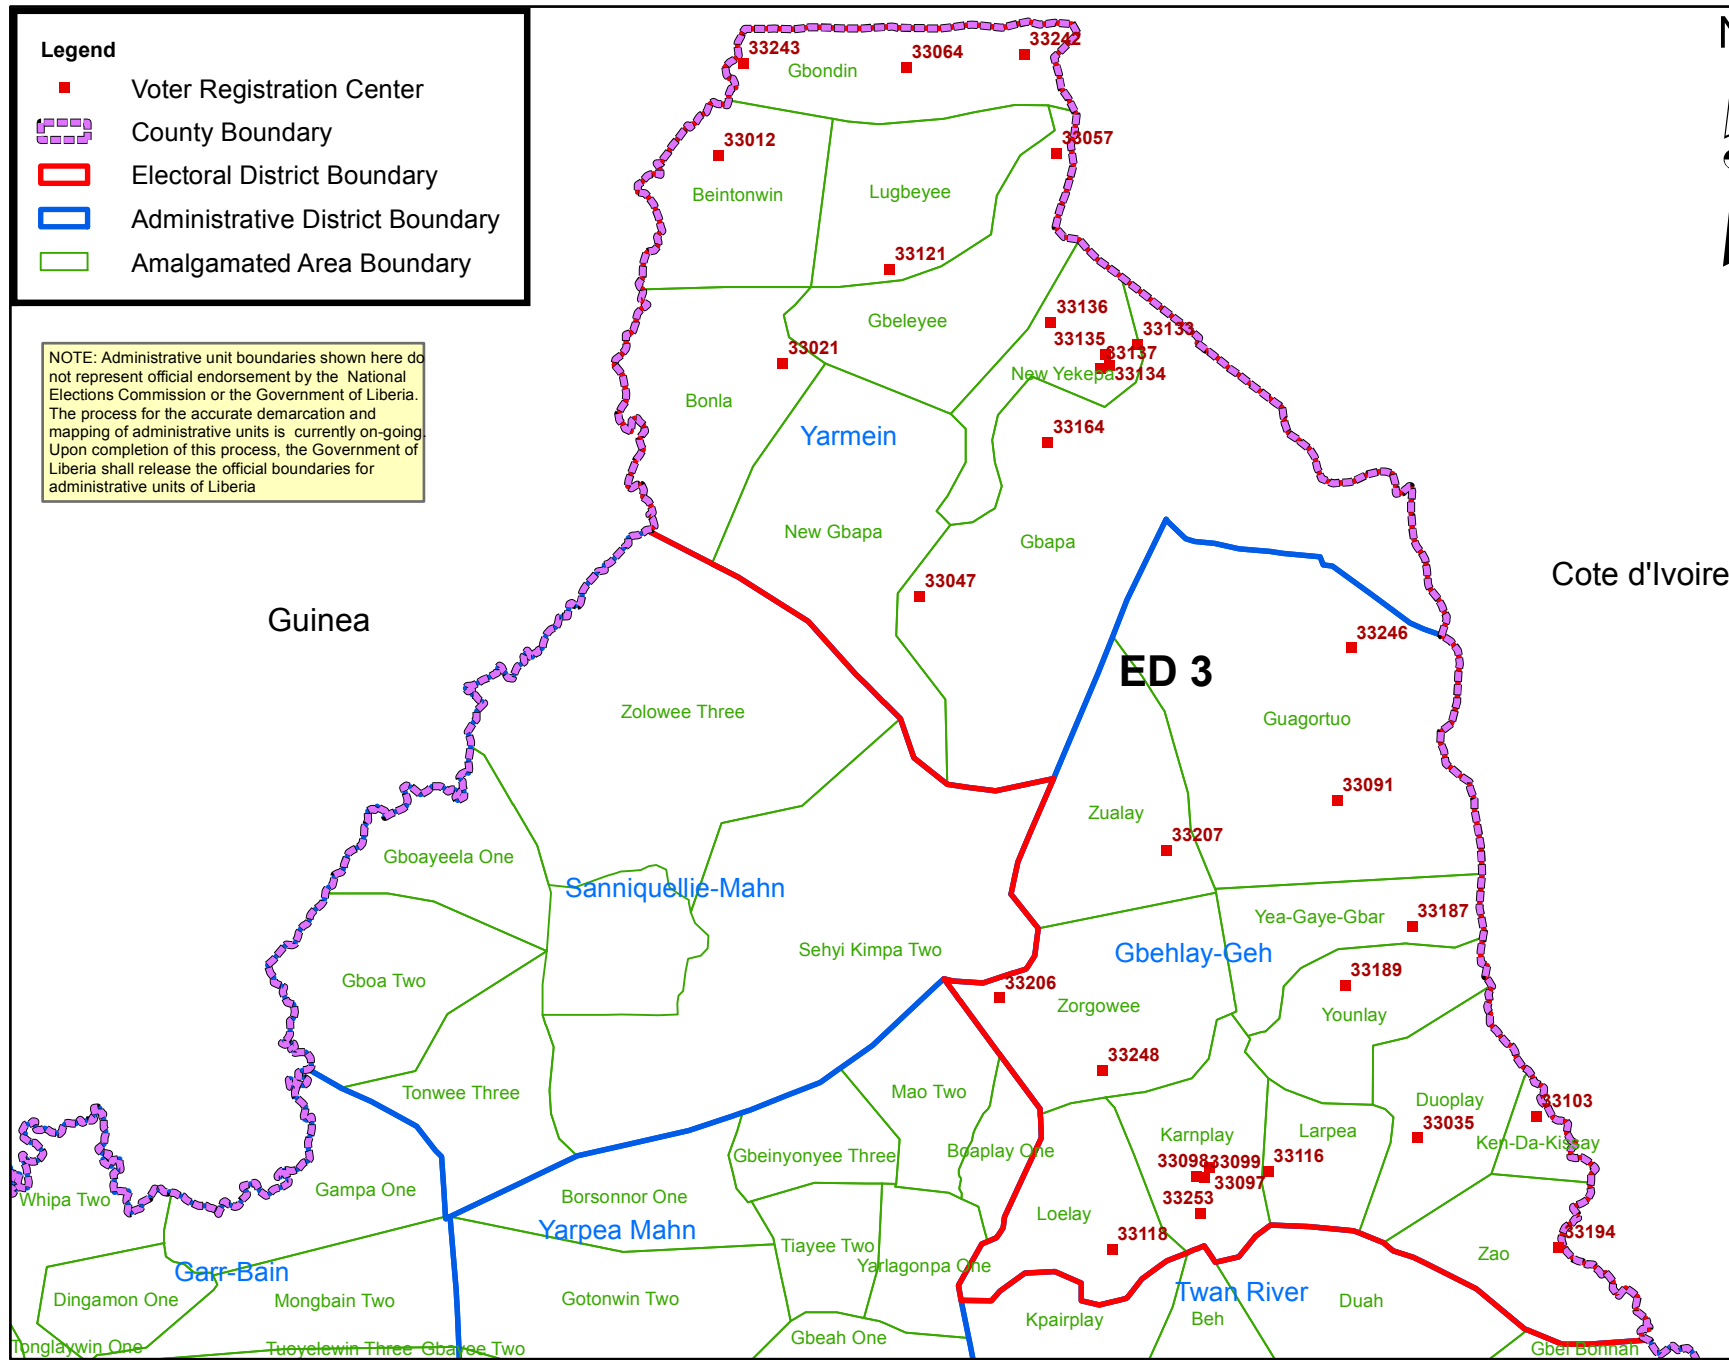 Legend
Voter Registration Center
County Boundary
Electoral District Boundary
Administrative District Boundary
Amalgamated Area Boundary
NOTE: Administrative unit boundaries shown here do
not represent official endorsement by the National
Elections Commission or the Government of Liberia.
The process for the accurate demarcation and
mapping of administrative units is currently on-going.
Upon completion of this process, the Government of
Liberia shall release the official boundaries for
administrative units of Liberia
N
33243
33064
33242
Gbondin
33012
33057
Beintonwin
Lugbeyee
33121
33136
Gbeleyee
33133
33135
33021
33137
New Yekepa
33134
Bonla
Yarmein
33164
New Gbapa
Gbapa
Cote d'Ivoire
33047
Guinea
33246
ED 3
Zolowee Three
Guagortuo
33091
Zualay
33207
Gboayeela One
Sanniquellie-Mahn
Yea-Gaye-Gbar
33187
Sehyi Kimpa Two
Gbehlay-Geh
33189
Gboa Two
33206
Zorgowee
Younlay
33248
Tonwee Three
Mao Two
Duoplay
33103
33035
Karnplay
Larpea
Ken-Da-Kissay
Boaplay One
Gbeinyonyee Three
33098
33099
33116
33097
Whipa Two
Gampa One
Borsonnor One
33253
Loelay
Yarpea Mahn
33118
33194
Tiayee Two
Zao
Yarlagonpa One
Garr-Bain
Twan River
Dingamon One
Mongbain Two
Gotonwin Two
Duah
Kpairplay
Beh
Gbeah One
Tonglaywin One
Tuoyelewin Three
Gbayee Two
Gbei Bonnah